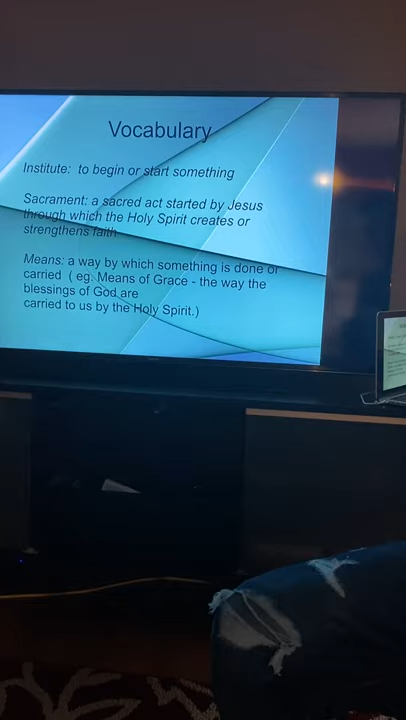 Vocabulary
Institute: to begin or start something
Sacrament: a sacred act started by Jesus
through which the Holy Spirit creates or
strengthens faith
Means: a way by which something is done or
carried ( eg. Means of Grace - the way the
blessings of God are
carried to us by the Holy Spirit.)